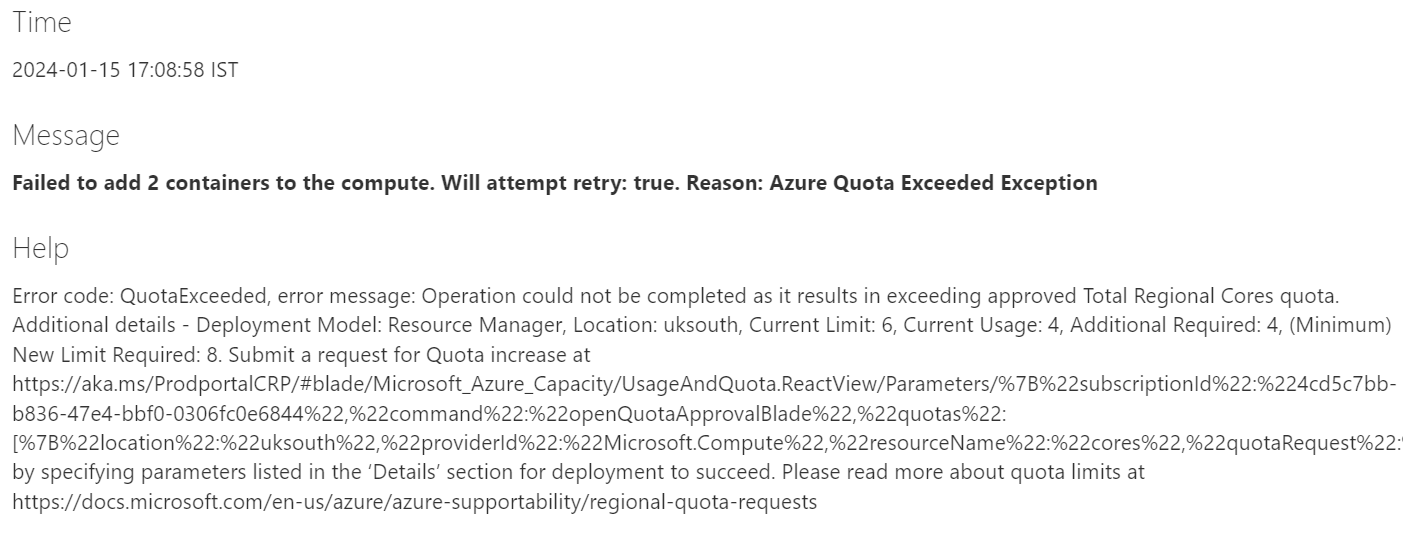 Time
2024-01-15 17:08:58 IST
Message
Failed to add 2 containers to the compute. Will attempt retry: true. Reason: Azure Quota Exceeded Exception
Help
Error code: QuotaExceeded, error message: Operation could not be completed as it results in exceeding approved Total Regional Cores quota.
Additional details - Deployment Model: Resource Manager, Location: uksouth, Current Limit: 6, Current Usage: 4, Additional Required: 4, (Minimum)
New Limit Required: 8. Submit a request for Quota increase at
https://aka.ms/ProdportalCRP/#blade/Microsoft_Azure_Capacity/UsageAndQuota.ReactView/Parameters/%7B%22subscriptionId%22:%224cd5c7bb-
b836-47e4-bbf0-0306fc0e6844%22,%22command%22:%22openQuotaApprovalBlade%22,%22quotas%22:
[%7B%22location%22:%22uksouth%22,%22providerId%22:%22Microsoft.Compute%22,%22resourceName%22:%22cores%22,%22quotaRequest%22:
by specifying parameters listed in the ‘Details’ section for deployment to succeed. Please read more about quota limits at
https://docs.microsoft.com/en-us/azure/azure-supportability/regional-quota-requests